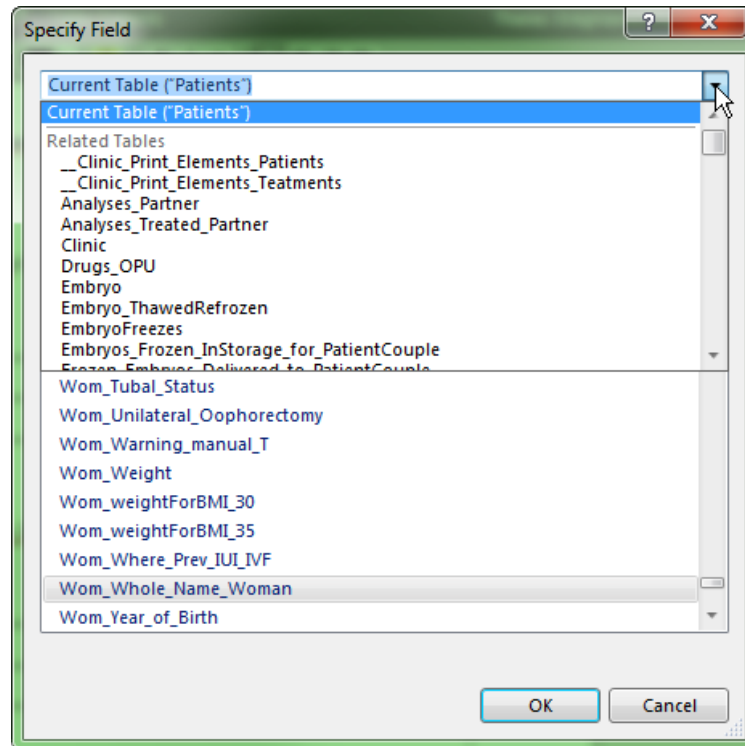 Specify Field
Current Table ("Patients")
Current Table ("Patients")
Related Tables
__Clinic_Print_Elements_Patients
__Clinic_Print_Elements_Teatments
Analyses_Partner
Analyses_Treated_Partner
Clinic
Drugs_OPU
Embryo
Embryo_ThawedRefrozen
EmbryoFreezes
Embryos_Frozen_InStorage_for_PatientCouple
Frozen_Embryos_Delivered_to_PatientCouple
Wom_Tubal_Status
Wom_Unilateral_Oophorectomy
Wom_Warning_manual_T
Wom_Weight
Wom_weightForBMI_30
Wom_weightForBMI_35
Wom_Where_Prev_IUI_IVF
Wom_Whole_Name_Woman
Wom_Year_of_Birth
OK Cancel